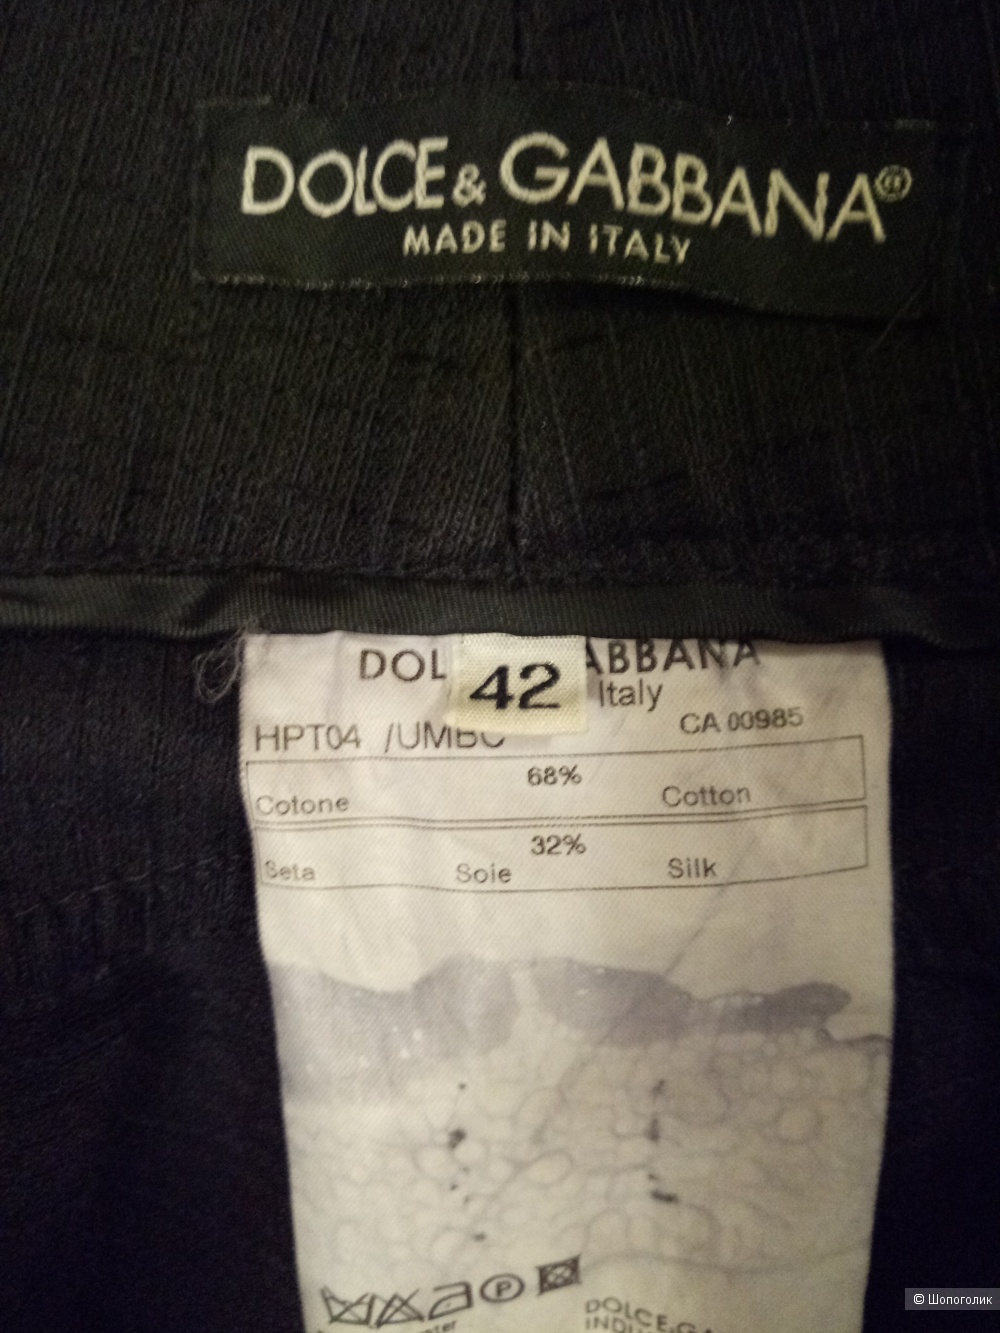 DOLCE & GABBANA®
MADE IN ITALY
DOL 42 ABBANA
Italy
HPT04 /UMBC CA 00985
68%
Cotone Cotton
32%
Seta Soie Silk
P
DOLCE & GA
INDU
© Шопоголик